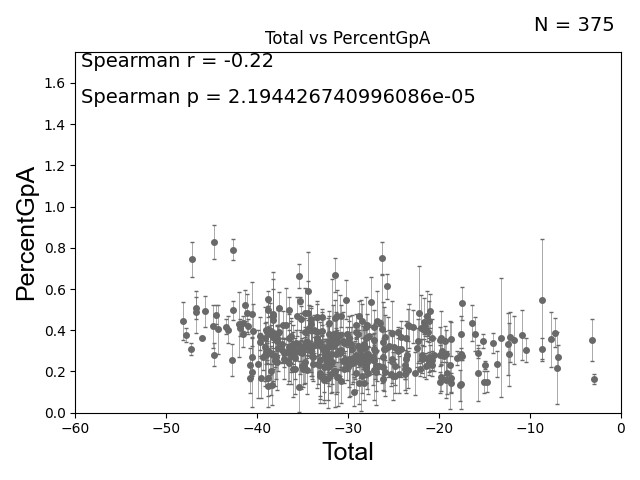 N = 375
Total vs PercentGpA
Spearman r = -0.22
Spearman p = 2.194426740996086e-05
PercentGpA
1.6
1.4
1.2
1.0
0.8
0.6
0.4
0.2
0.0
−60 −50 −40 −30 −20 −10 0
Total